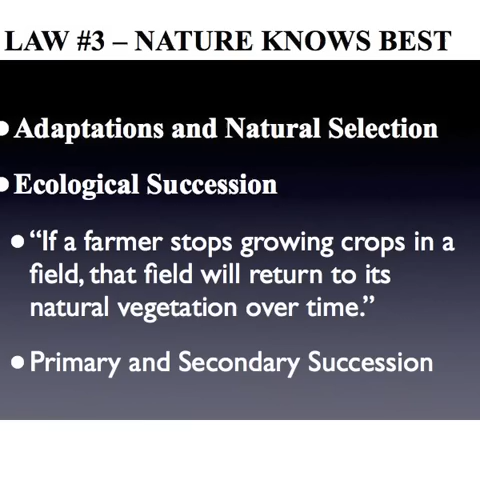 LAW #3 – NATURE KNOWS BEST
● Adaptations and Natural Selection
● Ecological Succession
● “If a farmer stops growing crops in a
field, that field will return to its
natural vegetation over time.”
● Primary and Secondary Succession